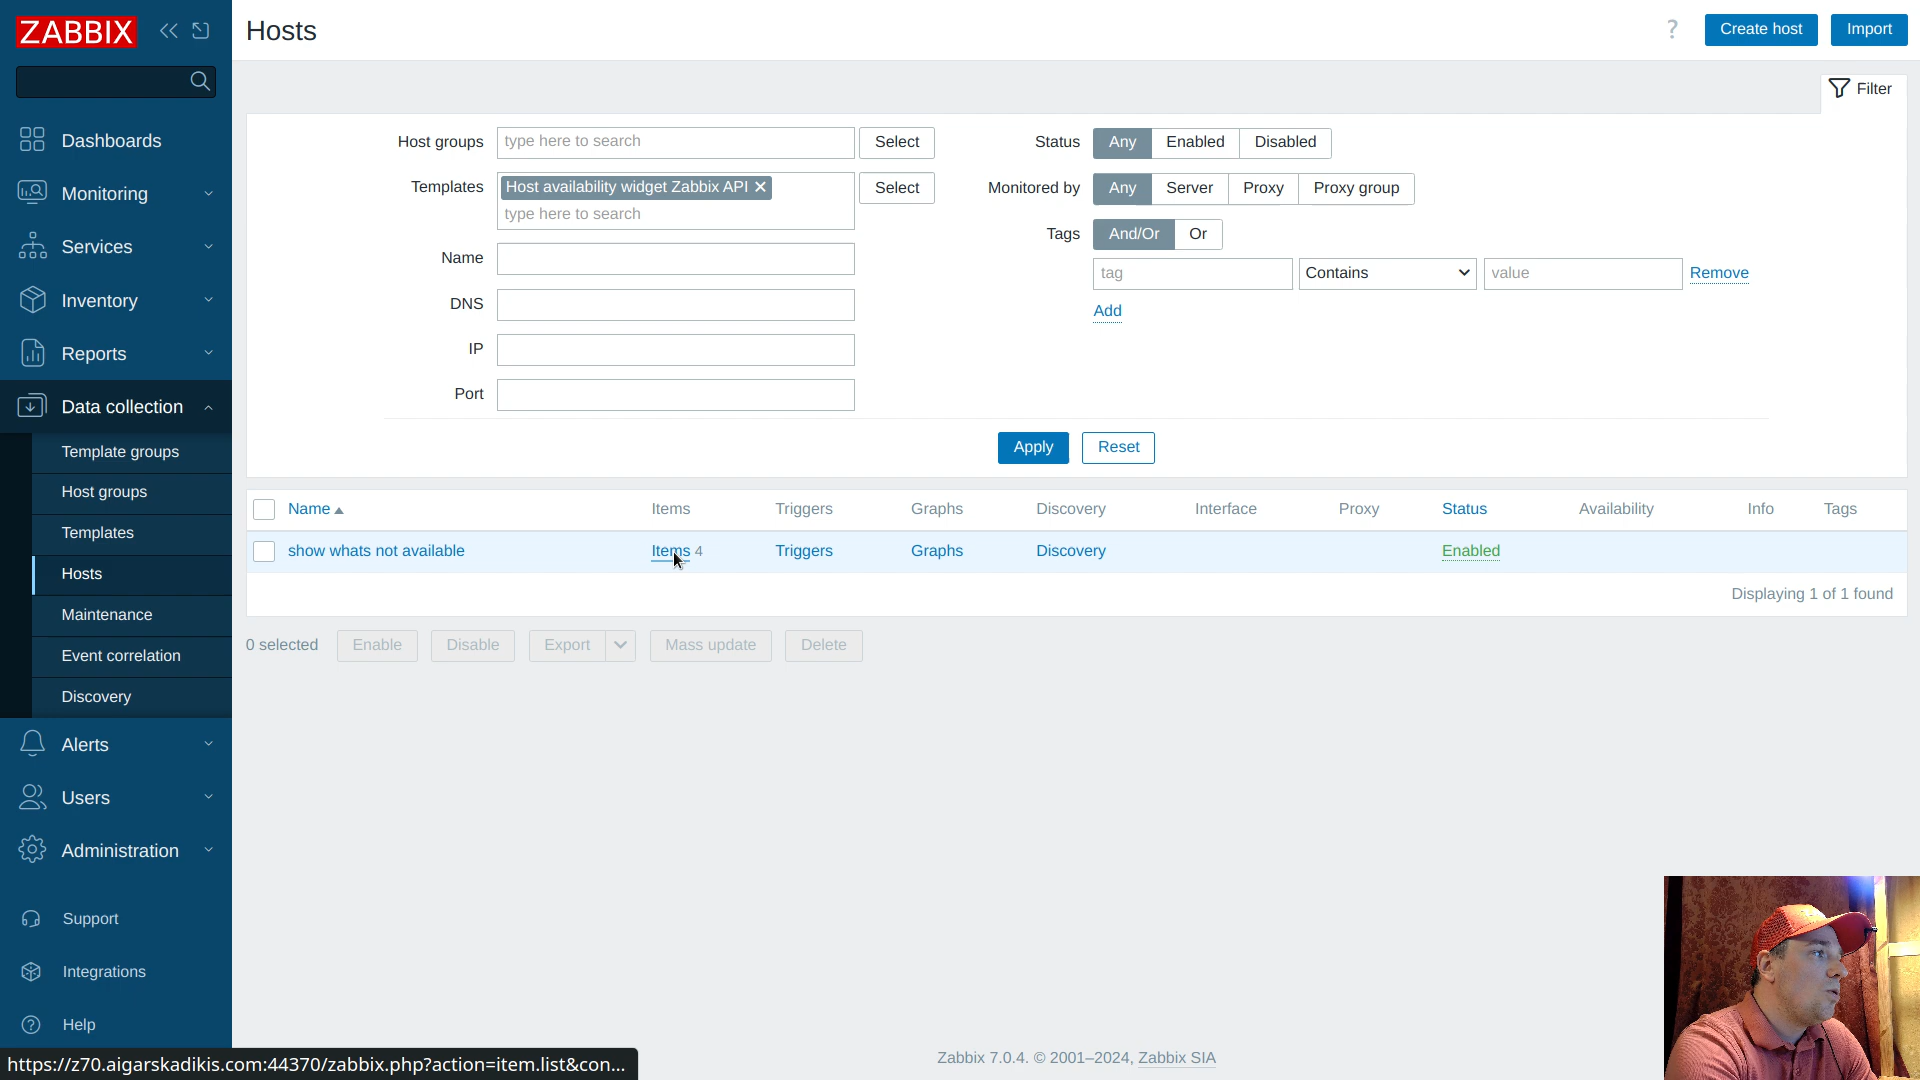 ZABBIX
Dashboards
Monitoring
Services
Inventory
Reports
Data collection
Template groups
Host groups
Templates
Hosts
Maintenance
Event correlation
Discovery
Alerts
Users
Administration
Support
Integrations
Help
Hosts
? Create host Import
Filter
Host groups type here to search Select
Templates Host availability widget Zabbix API Select
type here to search
Name
DNS
IP
Port
Status Any Enabled Disabled
Monitored by Any Server Proxy Proxy group
Tags And/Or Or
tag Contains value Remove
Add
Apply Reset
Name Items Triggers Graphs Discovery Interface Proxy Status Availability Info Tags
show whats not available Items 4 Triggers Graphs Discovery Enabled
Displaying 1 of 1 found
0 selected Enable Disable Export Mass update Delete
Zabbix 7.0.4. © 2001–2024, Zabbix SIA
https://z70.aigarskadikis.com:44370/zabbix.php?action=item.list&con...